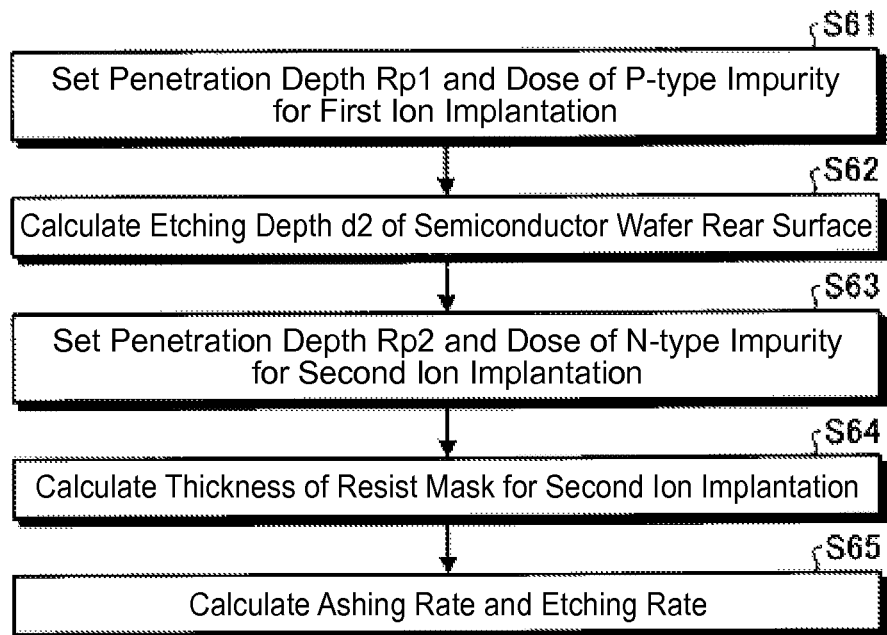 S61
Set Penetration Depth Rp1 and Dose of P-type Impurity
for First Ion Implantation
S62
Calculate Etching Depth d2 of Semiconductor Wafer Rear Surface
S63
Set Penetration Depth Rp2 and Dose of N-type Impurity
for Second Ion Implantation
S64
Calculate Thickness of Resist Mask for Second Ion Implantation
S65
Calculate Ashing Rate and Etching Rate